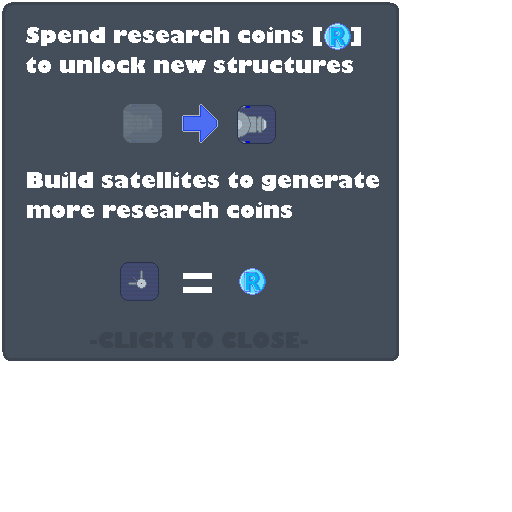 Spend research coins [R]
to unlock new structures
Build satellites to generate
more research coins
= R
-CLICK TO CLOSE-